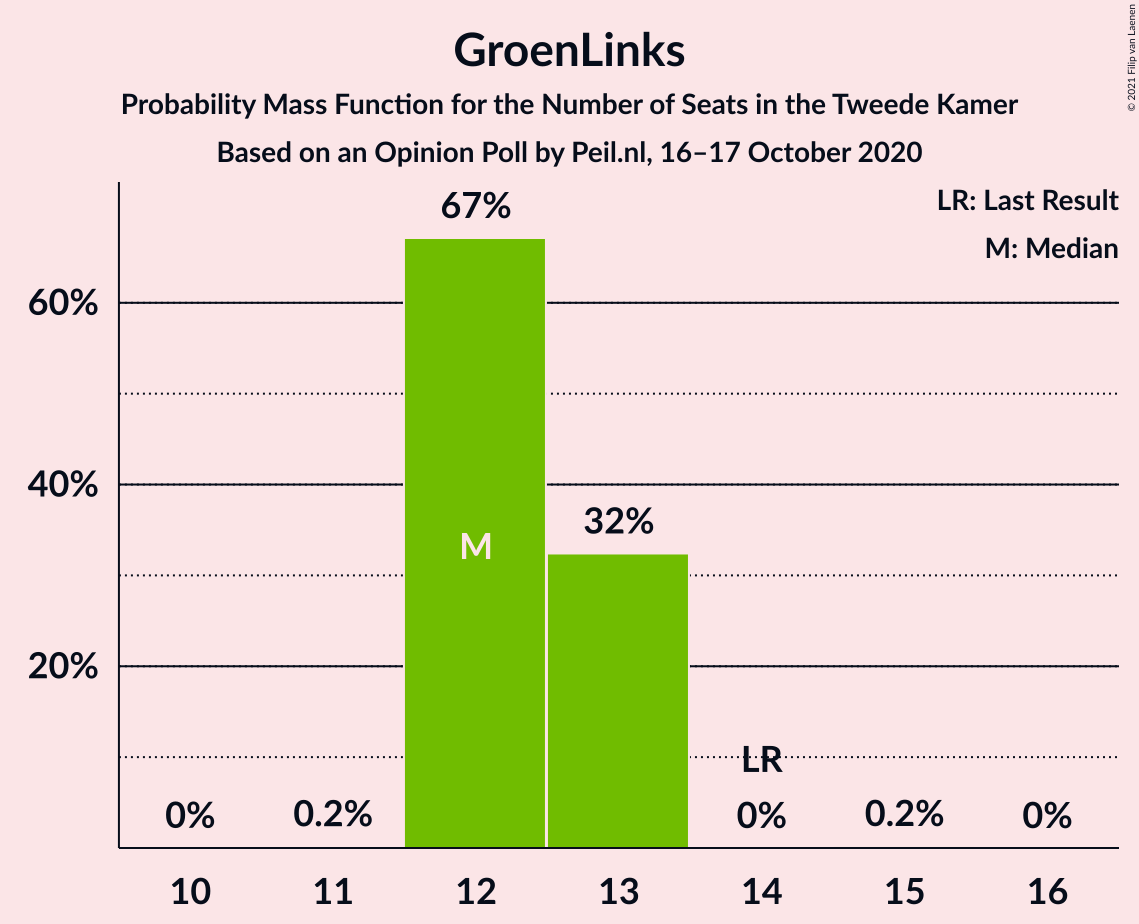 GroenLinks
Probability Mass Function for the Number of Seats in the Tweede Kamer
Based on an Opinion Poll by Peil.nl, 16–17 October 2020
© 2021 Filip van Laenen
LR: Last Result
M: Median
67%
60%
40%
32%
M
20%
LR
0%
0.2%
0%
0.2%
0%
10 11 12 13 14 15 16